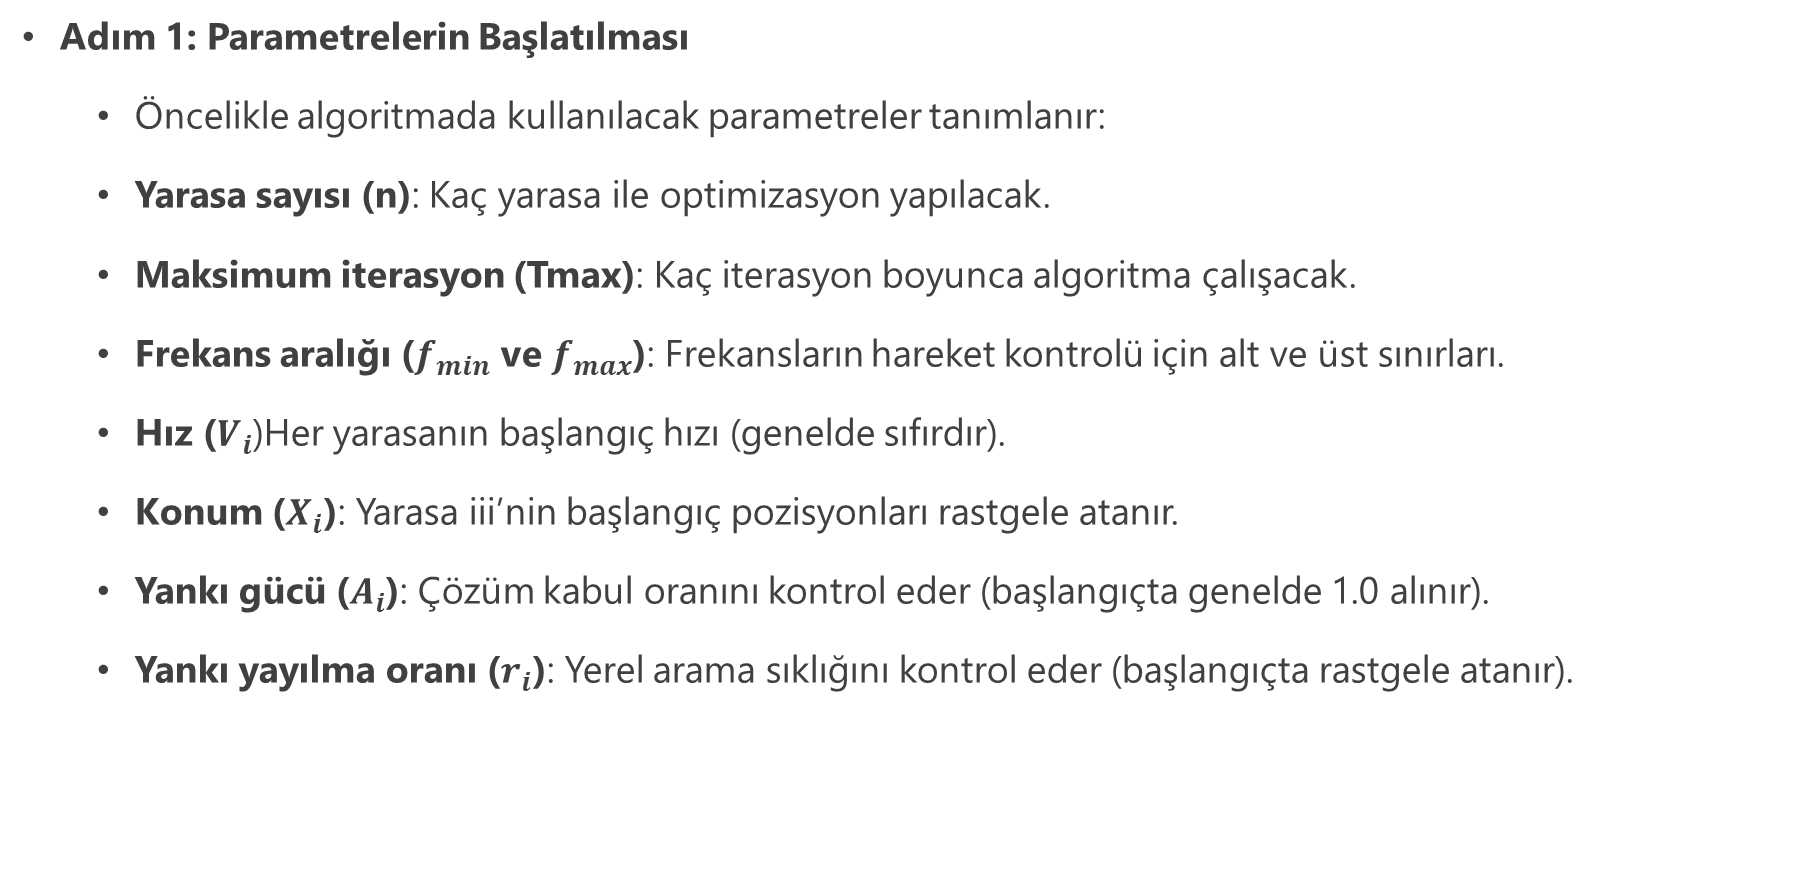 • Adım 1: Parametrelerin Başlatılması
• Öncelikle algoritmada kullanılacak parametreler tanımlanır:
• Yarasa sayısı (n): Kaç yarasa ile optimizasyon yapılacak.
• Maksimum iterasyon (Tmax): Kaç iterasyon boyunca algoritma çalışacak.
• Frekans aralığı (f_min ve f_max): Frekansların hareket kontrolü için alt ve üst sınırları.
• Hız (V_i)Her yarasanın başlangıç hızı (genelde sıfırdır).
• Konum (X_i): Yarasa iii’nin başlangıç pozisyonları rastgele atanır.
• Yankı gücü (A_i): Çözüm kabul oranını kontrol eder (başlangıçta genelde 1.0 alınır).
• Yankı yayılma oranı (r_i): Yerel arama sıklığını kontrol eder (başlangıçta rastgele atanır).